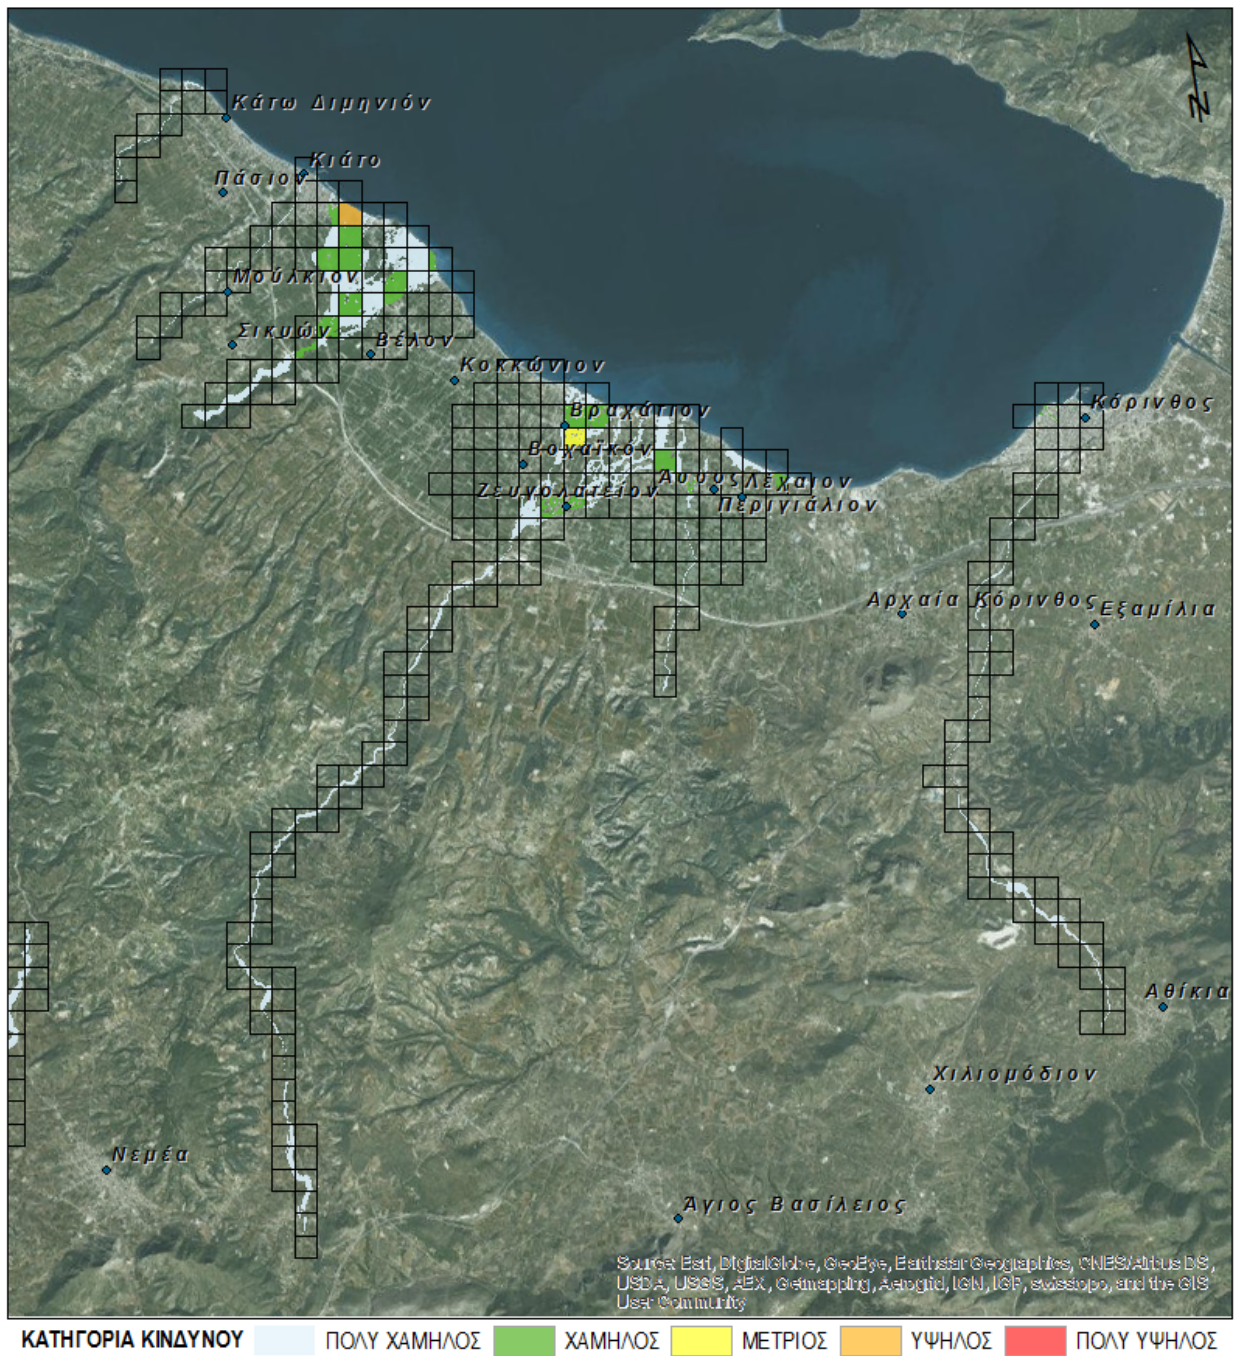 Κάτω Διμηνιόν
Κιάτο
Πάσιον
Μούλκιον
Σικυών
Βέλον
Κοκκώνιον
Βραχάτιον
Κόρινθος
Βοχαϊκόν
Άσσος Λέχαιον
Ζευγολατείον
Περιγιάλιον
Αρχαία Κόρινθος
Εξαμίλια
Αθίκια
Χιλιομόδιον
Νεμέα
Άγιος Βασίλειος
Source: Esri, DigitalGlobe, GeoEye, Earthstar Geographics, CNES/Airbus DS,
USDA, USGS, AEX, Getmapping, Aerogrid, IGN, IGP, swisstopo, and the GIS
User Community
ΚΑΤΗΓΟΡΙΑ ΚΙΝΔΥΝΟΥ ΠΟΛΥ ΧΑΜΗΛΟΣ ΧΑΜΗΛΟΣ ΜΕΤΡΙΟΣ ΥΨΗΛΟΣ ΠΟΛΥ ΥΨΗΛΟΣ